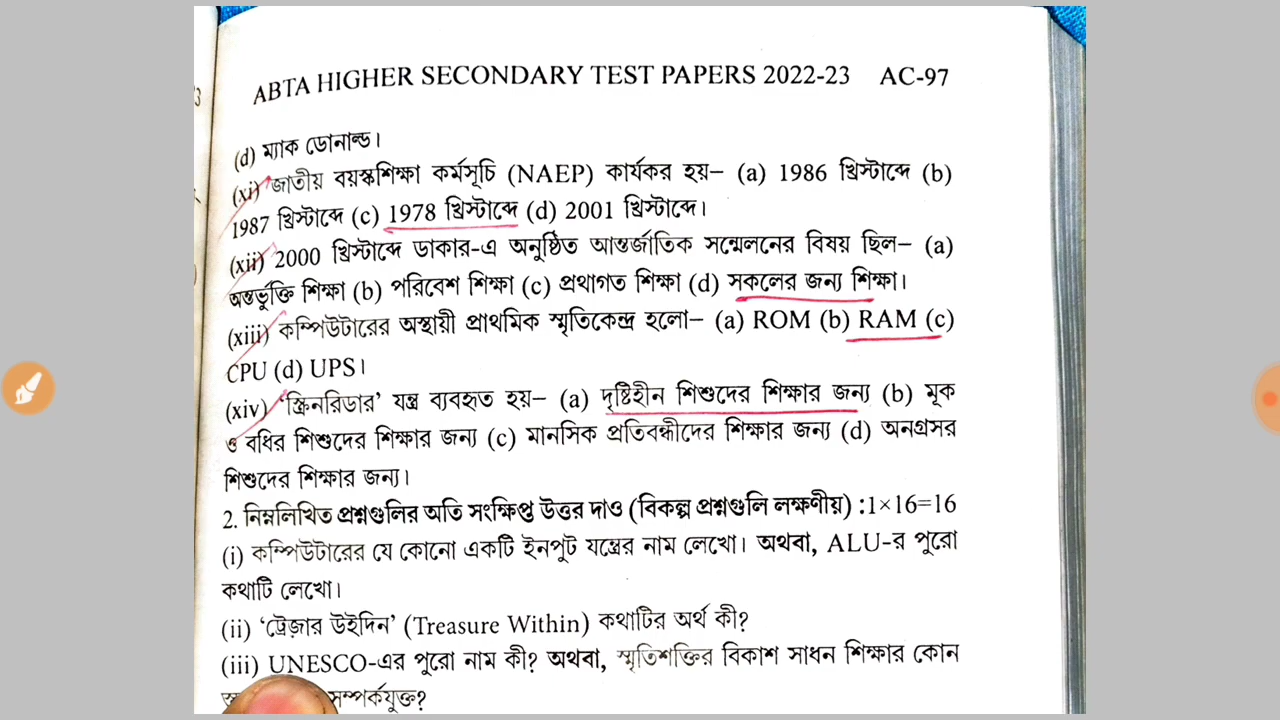 ABTA HIGHER SECONDARY TEST PAPERS 2022-23 AC-97
(d) ম্যাক ডোনাল্ড।
(xi) জাতীয় বয়স্কশিক্ষা কর্মসূচি (NAEP) কার্যকর হয়– (a) 1986 খ্রিস্টাব্দে (b)
1987 খ্রিস্টাব্দে (c) 1978 খ্রিস্টাব্দে (d) 2001 খ্রিস্টাব্দে।
(xii) 2000 খ্রিস্টাব্দে ডাকার-এ অনুষ্ঠিত আন্তর্জাতিক সম্মেলনের বিষয় ছিল– (a)
অন্তর্ভুক্তি শিক্ষা (b) পরিবেশ শিক্ষা (c) প্রথাগত শিক্ষা (d) সকলের জন্য শিক্ষা।
(xiii) কম্পিউটারের অস্থায়ী প্রাথমিক স্মৃতিকেন্দ্র হলো– (a) ROM (b) RAM (c)
CPU (d) UPS।
(xiv) ‘স্ক্রিনরিডার’ যন্ত্র ব্যবহৃত হয়– (a) দৃষ্টিহীন শিশুদের শিক্ষার জন্য (b) মূক
ও বধির শিশুদের শিক্ষার জন্য (c) মানসিক প্রতিবন্ধীদের শিক্ষার জন্য (d) অনগ্রসর
শিশুদের শিক্ষার জন্য।
2. নিম্নলিখিত প্রশ্নগুলির অতি সংক্ষিপ্ত উত্তর দাও (বিকল্প প্রশ্নগুলি লক্ষণীয়) :1×16=16
(i) কম্পিউটারের যে কোনো একটি ইনপুট যন্ত্রের নাম লেখো। অথবা, ALU-র পুরো
কথাটি লেখো।
(ii) ‘ট্রেজার উইদিন’ (Treasure Within) কথাটির অর্থ কী?
(iii) UNESCO-এর পুরো নাম কী? অথবা, স্মৃতিশক্তির বিকাশ সাধন শিক্ষার কোন
সম্পর্কযুক্ত?